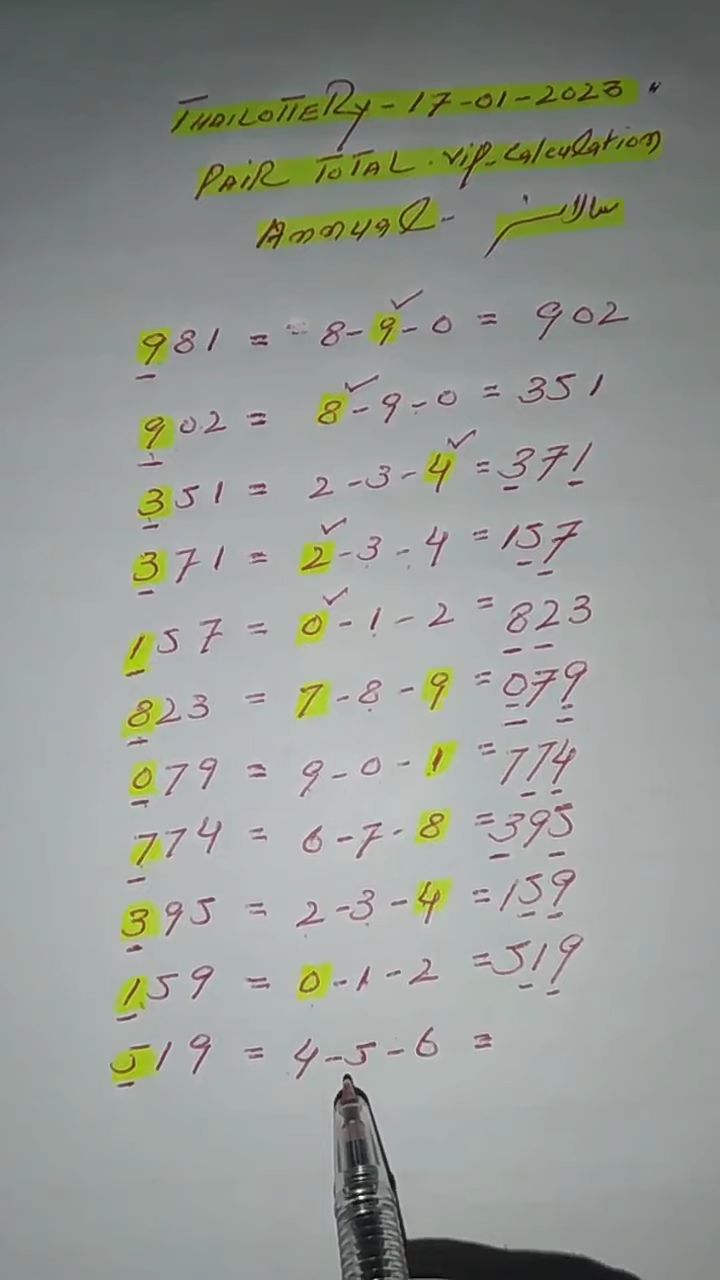 THAILOTTERY-17-01-2023 "
PAIR TOTAL. vip-calculation
Annual - سالانہ
981 = 8-9-0 = 902
902 = 8-9-0 = 351
351 = 2-3-4 = 371
371 = 2-3-4 = 157
157 = 0-1-2 = 823
823 = 7-8-9 = 079
079 = 9-0-1 = 774
774 = 6-7-8 = 395
395 = 2-3-4 = 159
159 = 0-1-2 = 519
519 = 4-5-6 =